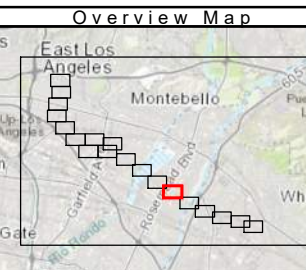 Overview Map
East Los
Angeles
Montebello
605
Garfield A
Rosemead Blvd
Wh
Gate
Rio Hondo